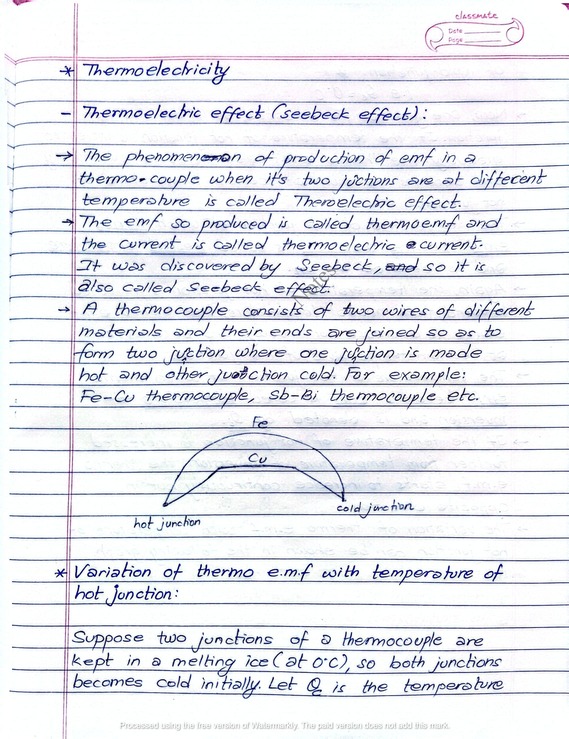 classmate
Date
Page
* Thermoelectricity
- Thermoelectric effect (seebeck effect):
→ The phenomenon of production of emf in a
thermo-couple when it's two juctions are at different
temperature is called Theroelectric effect.
→ The emf so produced is called thermoemf and
the current is called thermoelectric current.
It was discovered by Seebeck, and so it is
also called seebeck effect.
→ A thermocouple consists of two wires of different
materials and their ends are joined so as to
form two juction where one juction is made
hot and other juction cold. For example:
Fe-Cu thermocouple, Sb-Bi thermocouple etc.
Fe
Cu
hot junction
cold junction
* Variation of thermo e.m.f with temperature of
hot junction:
Suppose two junctions of a thermocouple are
kept in a melting ice (at 0°C), so both junctions
becomes cold initially. Let θc is the temperature
Processed using the free version of Watermarkly. The paid version does not add this mark.